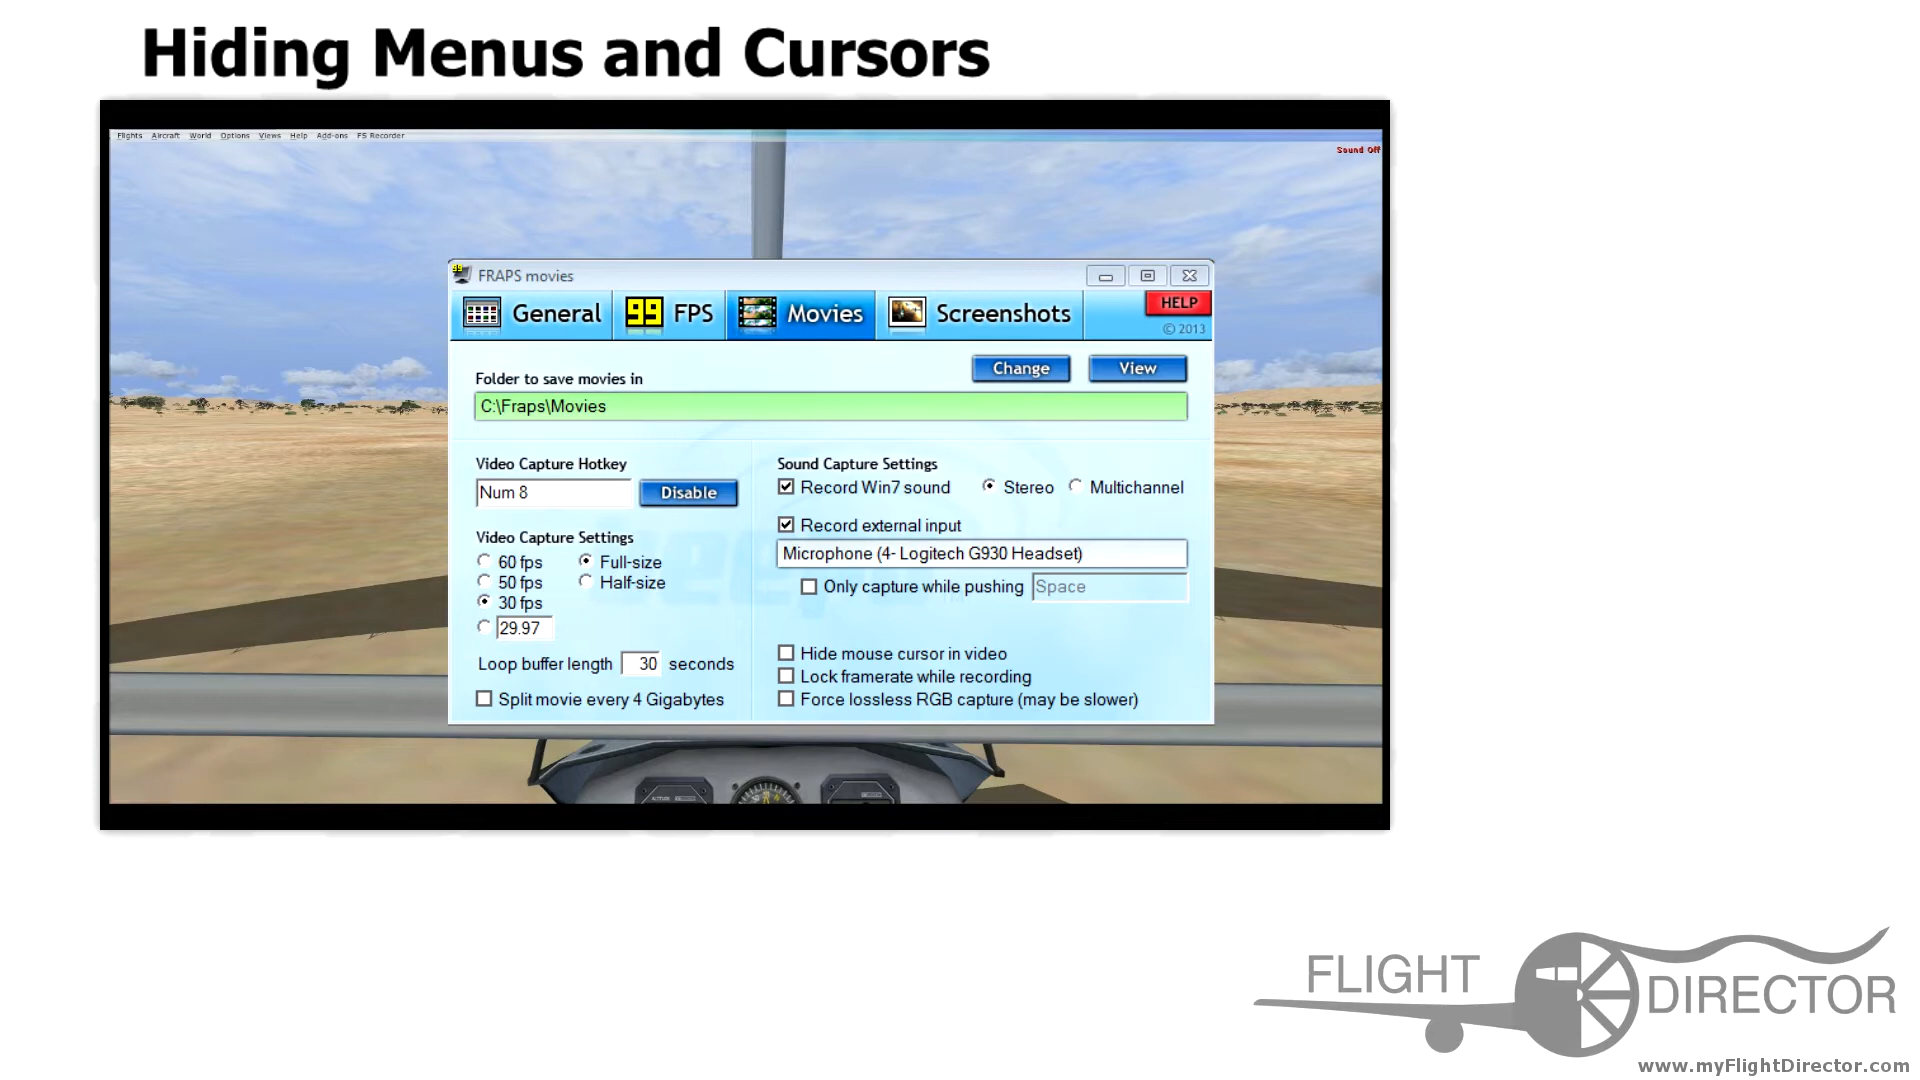 Hiding Menus and Cursors
Flights Aircraft World Options Views Help Add-ons FS Recorder
Sound Off
FRAPS movies
General 99 FPS Movies Screenshots HELP
© 2013
Change View
Folder to save movies in
C:\Fraps\Movies
Video Capture Hotkey
Num 8 Disable
Video Capture Settings
60 fps Full-size
50 fps Half-size
30 fps
29.97
Loop buffer length 30 seconds
Split movie every 4 Gigabytes
Sound Capture Settings
Record Win7 sound Stereo Multichannel
Record external input
Microphone (4- Logitech G930 Headset)
Only capture while pushing Space
Hide mouse cursor in video
Lock framerate while recording
Force lossless RGB capture (may be slower)
FLIGHT
DIRECTOR
www.myFlightDirector.com